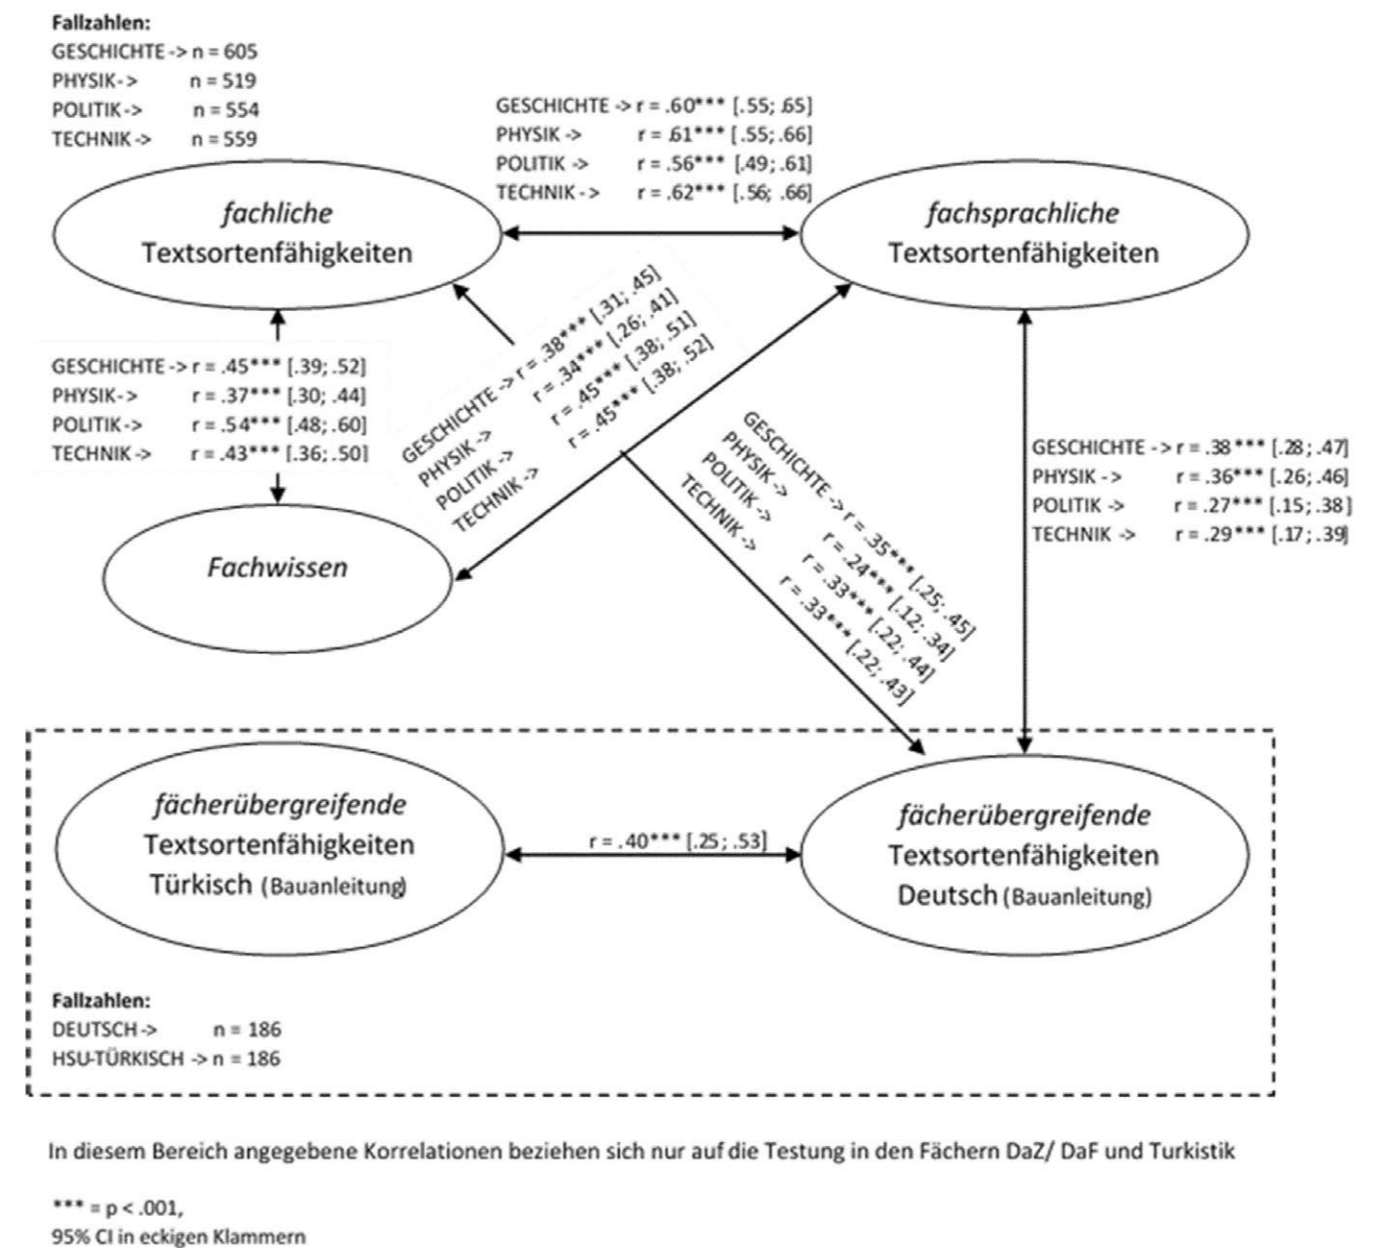 Fallzahlen:
GESCHICHTE -> n = 605
PHYSIK-> n = 519
POLITIK-> n = 554
TECHNIK-> n = 559
GESCHICHTE -> r = .60*** [.55; .65]
PHYSIK -> r = .61*** [.55; .66]
POLITIK -> r = .56*** [.49; .61]
TECHNIK-> r = .62*** [.56; .66]
fachliche
Textsortenfähigkeiten
fachsprachliche
Textsortenfähigkeiten
GESCHICHTE -> r = .45*** [.39; .52]
PHYSIK-> r = .37*** [.30; .44]
POLITIK-> r = .54*** [.48; .60]
TECHNIK-> r = .43*** [.36; .50]
GESCHICHTE -> r = .38*** [.31; .45]
PHYSIK -> r = .34*** [.26; .41]
POLITIK -> r = .45*** [.38; .51]
TECHNIK -> r = .45*** [.38; .52]
GESCHICHTE -> r = .35*** [.25; .45]
PHYSIK -> r = .24*** [.12; .34]
POLITIK -> r = .33*** [.22; .44]
TECHNIK -> r = .33*** [.22; .43]
GESCHICHTE -> r = .38 *** [.28; .47]
PHYSIK -> r = .36*** [.26; .46]
POLITIK -> r = .27*** [.15; .38]
TECHNIK -> r = .29*** [.17; .39]
Fachwissen
fächerübergreifende
Textsortenfähigkeiten
Türkisch (Bauanleitung)
r = .40*** [.25; .53]
fächerübergreifende
Textsortenfähigkeiten
Deutsch (Bauanleitung)
Fallzahlen:
DEUTSCH -> n = 186
HSU-TÜRKISCH -> n = 186
In diesem Bereich angegebene Korrelationen beziehen sich nur auf die Testung in den Fächern DaZ/ DaF und Turkistik
*** = p < .001,
95% CI in eckigen Klammern